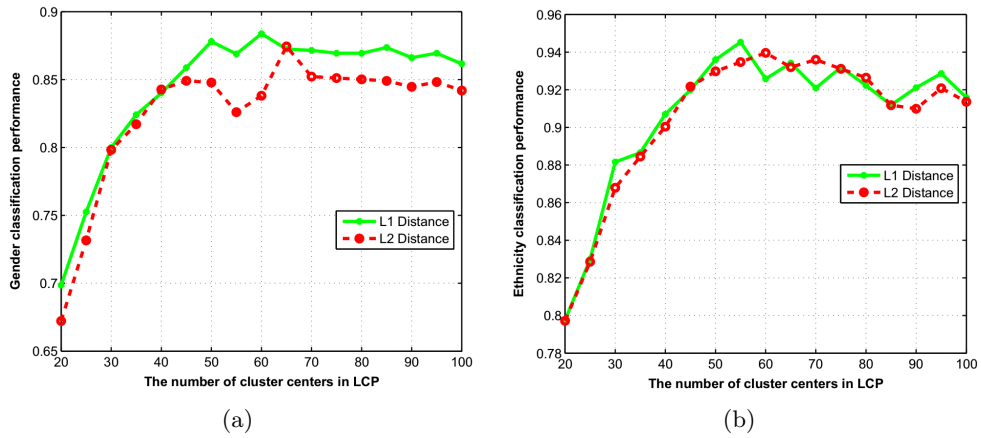 0.9
0.85
0.8
0.75
0.7
0.65
Gender classification performance
20 30 40 50 60 70 80 90 100
The number of cluster centers in LCP
L1 Distance
L2 Distance
(a)
0.96
0.94
0.92
0.9
0.88
0.86
0.84
0.82
0.8
0.78
Ethnicity classification performance
20 30 40 50 60 70 80 90 100
The number of cluster centers in LCP
L1 Distance
L2 Distance
(b)